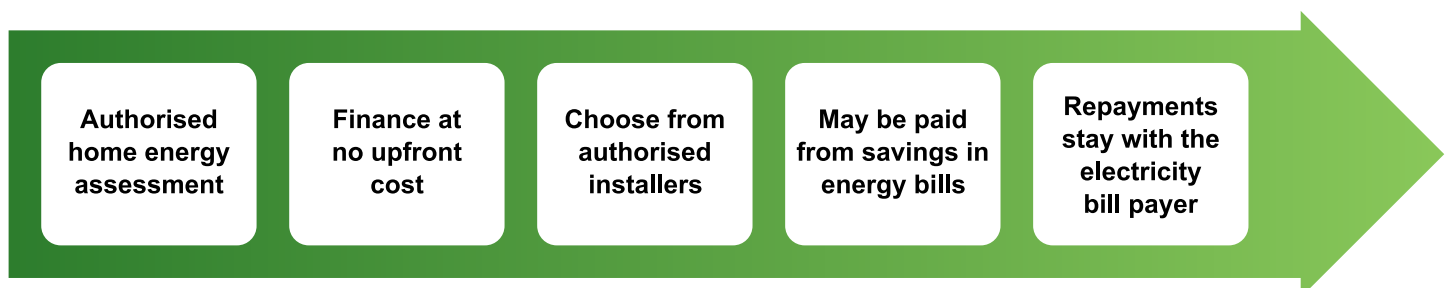 Authorised
home energy
assessment
Finance at
no upfront
cost
Choose from
authorised
installers
May be paid
from savings in
energy bills
Repayments
stay with the
electricity
bill payer